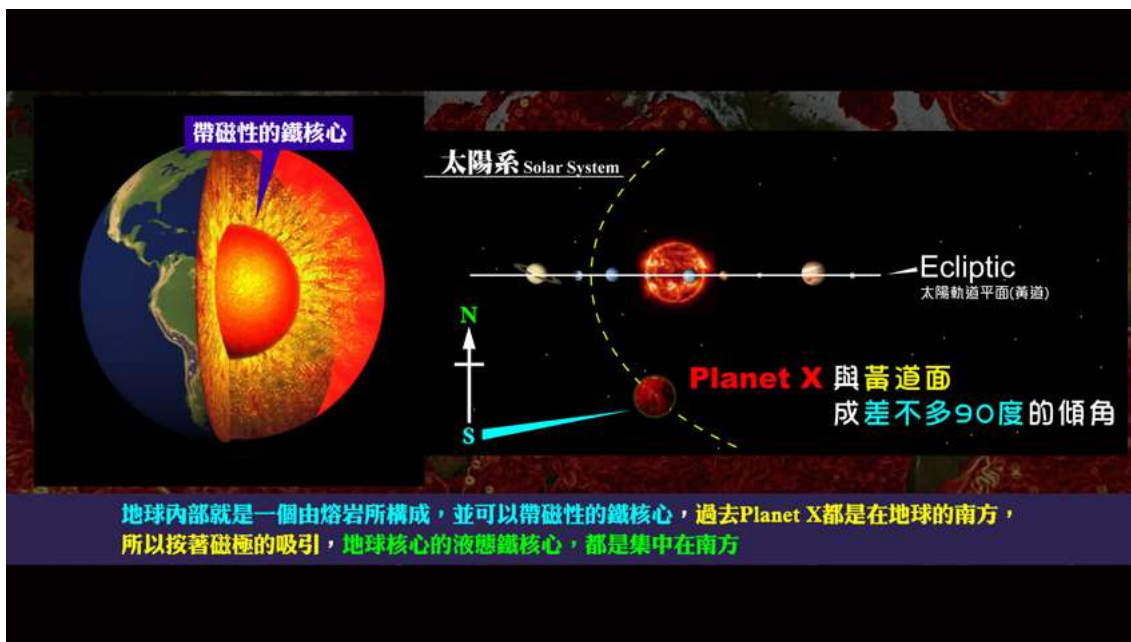 帶磁性的鐵核心
太陽系 Solar System
Ecliptic
太陽軌道平面(黃道)
N
S
Planet X 與黃道面
成差不多90度的傾角
地球內部就是一個由熔岩所構成，並可以帶磁性的鐵核心，過去Planet X都是在地球的南方，
所以按著磁極的吸引，地球核心的液態鐵核心，都是集中在南方